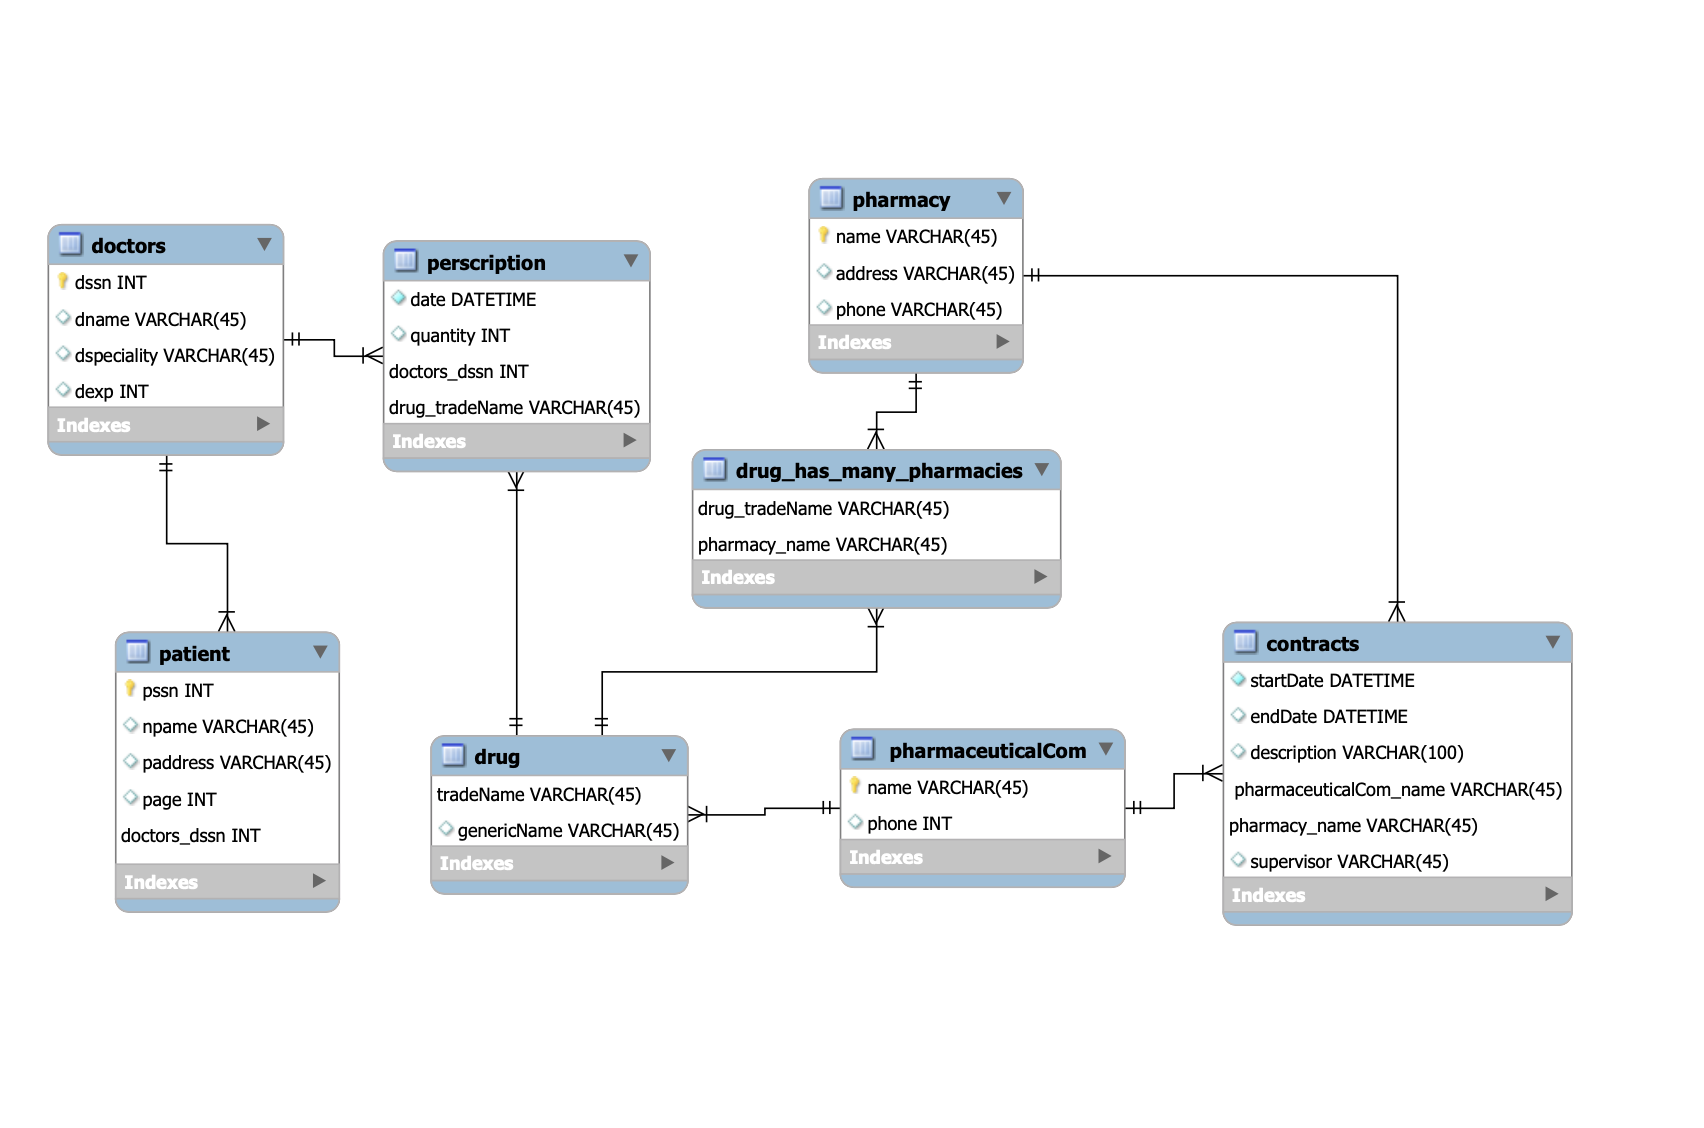 doctors
dssn INT
dname VARCHAR(45)
dspeciality VARCHAR(45)
dexp INT
Indexes
perscription
date DATETIME
quantity INT
doctors_dssn INT
drug_tradeName VARCHAR(45)
Indexes
pharmacy
name VARCHAR(45)
address VARCHAR(45)
phone VARCHAR(45)
Indexes
drug_has_many_pharmacies
drug_tradeName VARCHAR(45)
pharmacy_name VARCHAR(45)
Indexes
patient
pssn INT
npame VARCHAR(45)
paddress VARCHAR(45)
page INT
doctors_dssn INT
Indexes
drug
tradeName VARCHAR(45)
genericName VARCHAR(45)
Indexes
pharmaceuticalCom
name VARCHAR(45)
phone INT
Indexes
contracts
startDate DATETIME
endDate DATETIME
description VARCHAR(100)
pharmaceuticalCom_name VARCHAR(45)
pharmacy_name VARCHAR(45)
supervisor VARCHAR(45)
Indexes